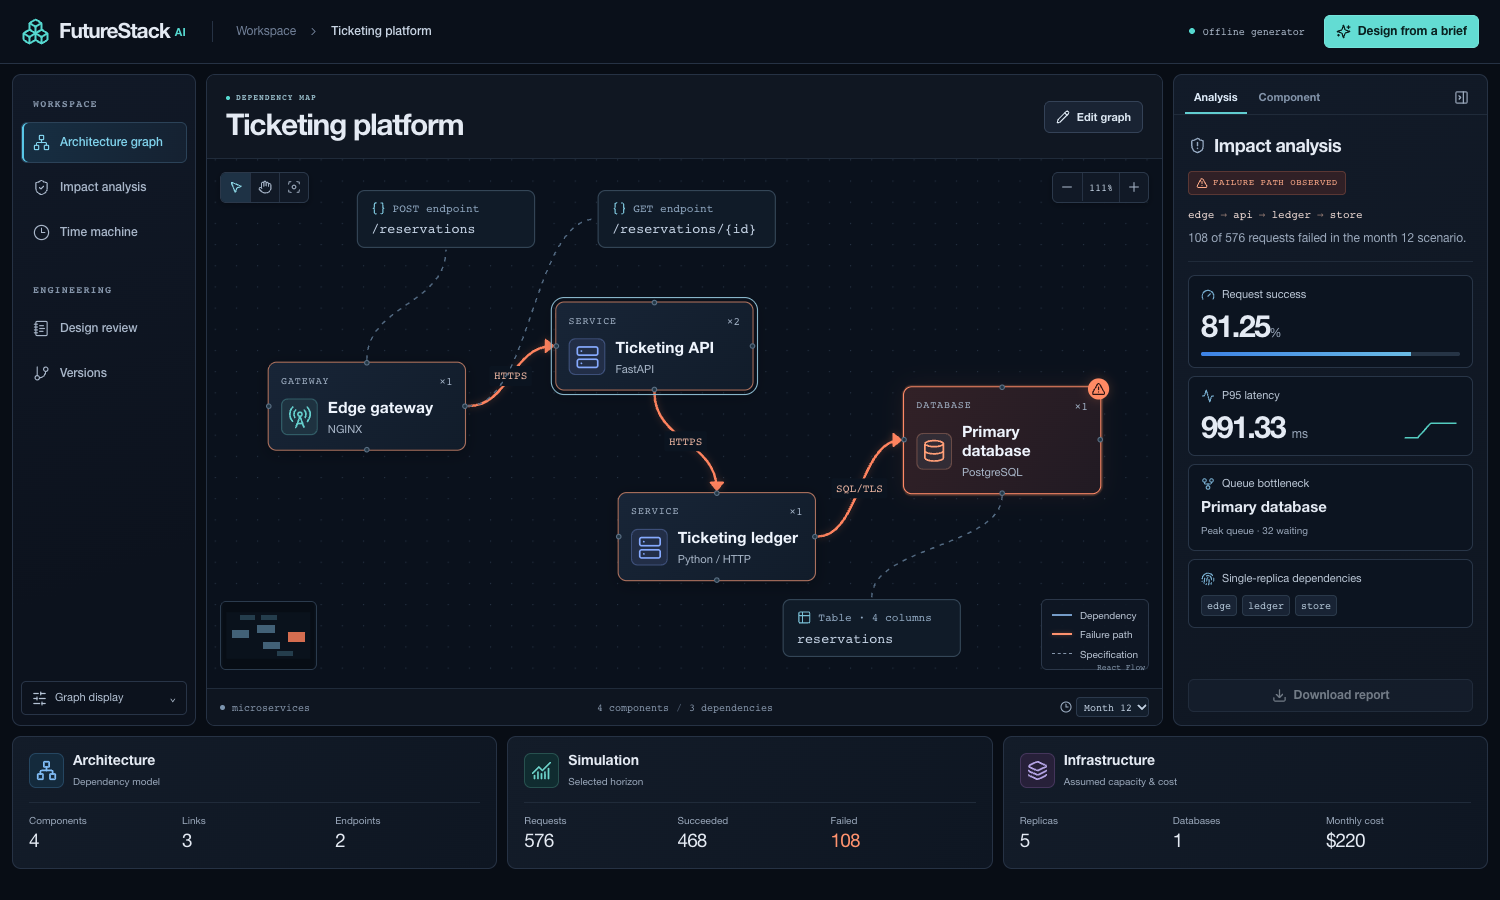 FutureStack AI
Workspace > Ticketing platform
Offline generator
Design from a brief
WORKSPACE
Architecture graph
Impact analysis
Time machine
ENGINEERING
Design review
Versions
Graph display
DEPENDENCY MAP
Ticketing platform
Edit graph
111%
{} POST endpoint
/reservations
{} GET endpoint
/reservations/{id}
SERVICE ×2
Ticketing API
FastAPI
HTTPS
GATEWAY ×1
Edge gateway
NGINX
HTTPS
DATABASE ×1
Primary
database
PostgreSQL
SQL/TLS
SERVICE ×1
Ticketing ledger
Python / HTTP
Table · 4 columns
reservations
Dependency
Failure path
Specification
React Flow
microservices
4 components / 3 dependencies
Month 12
Analysis
Component
Impact analysis
FAILURE PATH OBSERVED
edge → api → ledger → store
108 of 576 requests failed in the month 12 scenario.
Request success
81.25%
P95 latency
991.33 ms
Queue bottleneck
Primary database
Peak queue · 32 waiting
Single-replica dependencies
edge ledger store
Download report
Architecture
Dependency model
Components Links Endpoints
4 3 2
Simulation
Selected horizon
Requests Succeeded Failed
576 468 108
Infrastructure
Assumed capacity & cost
Replicas Databases Monthly cost
5 1 $220